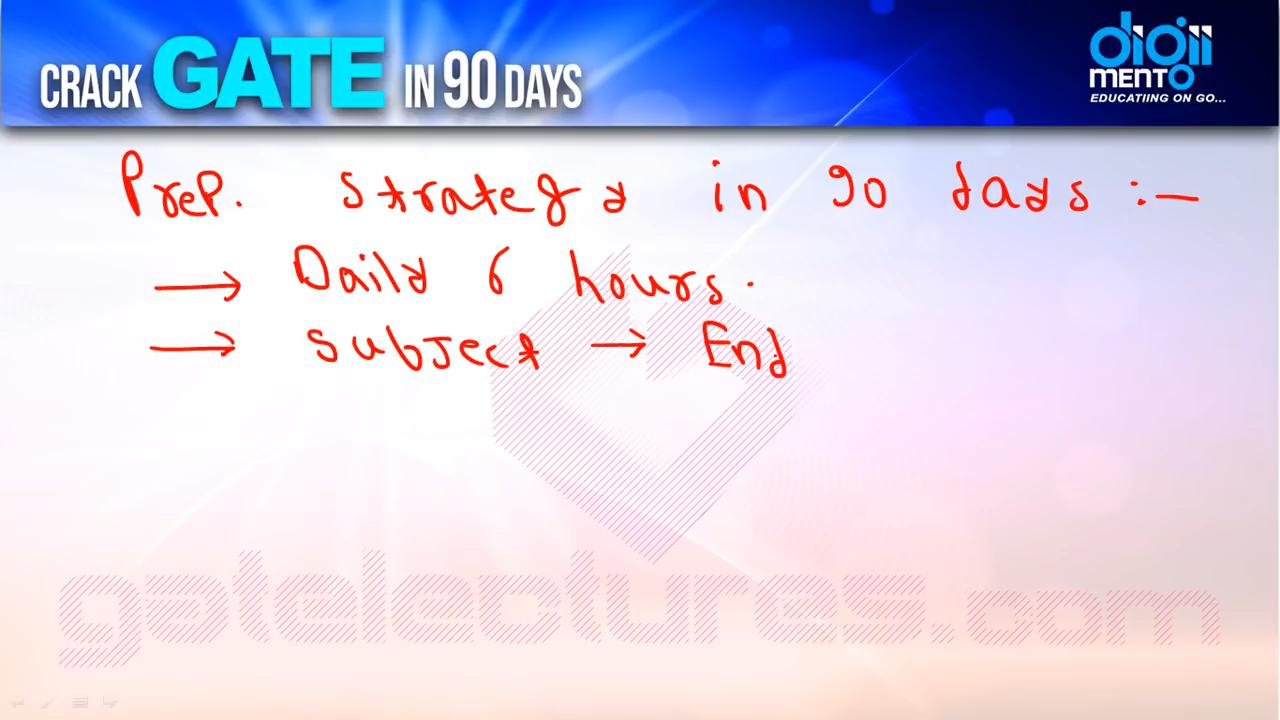 CRACK GATE IN 90 DAYS
digii
MENTO
EDUCATIING ON GO...
Prep. Strategy in 90 days :-
→ Daily 6 hours.
→ Subject → End
gatelectures.com